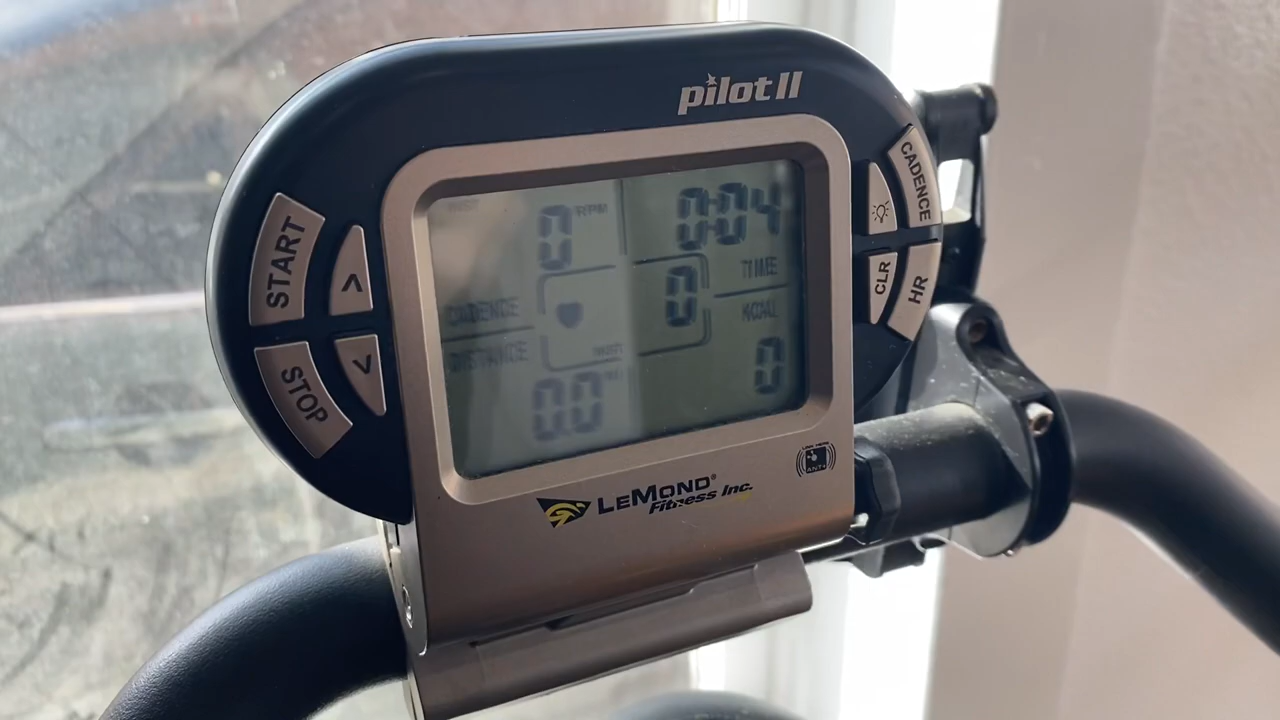 pilot II
START
STOP
^
v
0 RPM
0:04
TIME
CADENCE
0
KCAL
DISTANCE
0.0
0
CADENCE
CLR
HR
LEMOND®
Fitness Inc.
ANT+